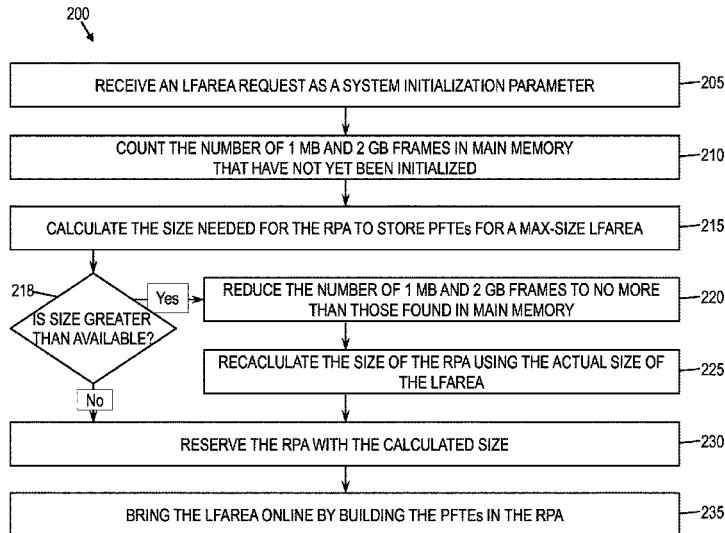 200
RECEIVE AN LFAREA REQUEST AS A SYSTEM INITIALIZATION PARAMETER
205
COUNT THE NUMBER OF 1 MB AND 2 GB FRAMES IN MAIN MEMORY
THAT HAVE NOT YET BEEN INITIALIZED
210
CALCULATE THE SIZE NEEDED FOR THE RPA TO STORE PFTEs FOR A MAX-SIZE LFAREA
215
218
IS SIZE GREATER
THAN AVAILABLE?
Yes
REDUCE THE NUMBER OF 1 MB AND 2 GB FRAMES TO NO MORE
THAN THOSE FOUND IN MAIN MEMORY
220
RECACLULATE THE SIZE OF THE RPA USING THE ACTUAL SIZE OF
THE LFAREA
225
No
RESERVE THE RPA WITH THE CALCULATED SIZE
230
BRING THE LFAREA ONLINE BY BUILDING THE PFTEs IN THE RPA
235